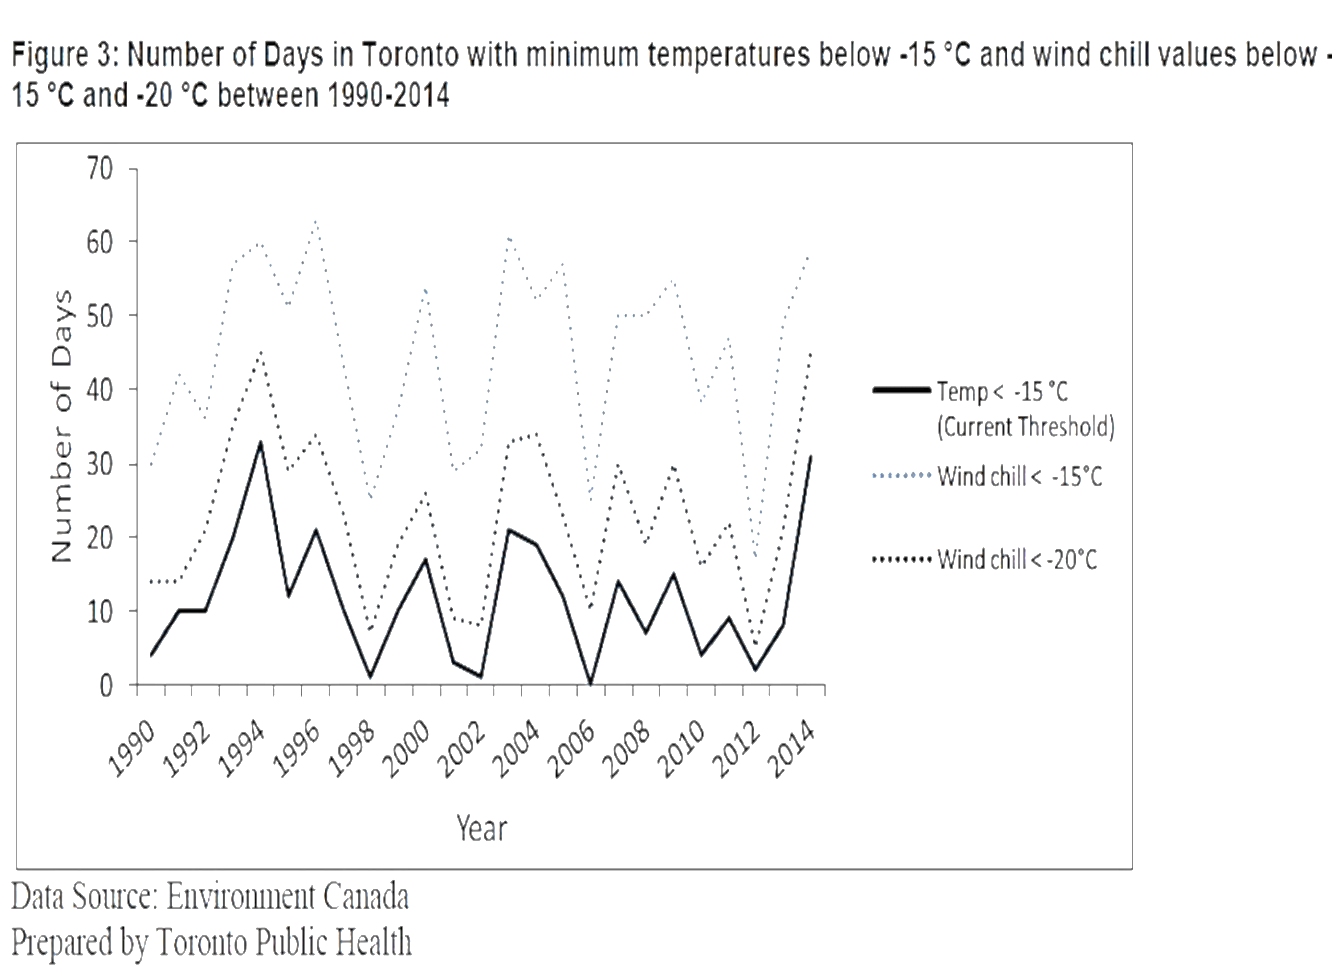 Figure 3: Number of Days in Toronto with minimum temperatures below -15 °C and wind chill values below -
15 °C and -20 °C between 1990-2014
70
60
50
40
30
20
10
0
Number of Days
Temp < -15 °C
(Current Threshold)
Wind chill < -15°C
Wind chill < -20°C
1990
1992
1994
1996
1998
2000
2002
2004
2006
2008
2010
2012
2014
Year
Data Source: Environment Canada
Prepared by Toronto Public Health